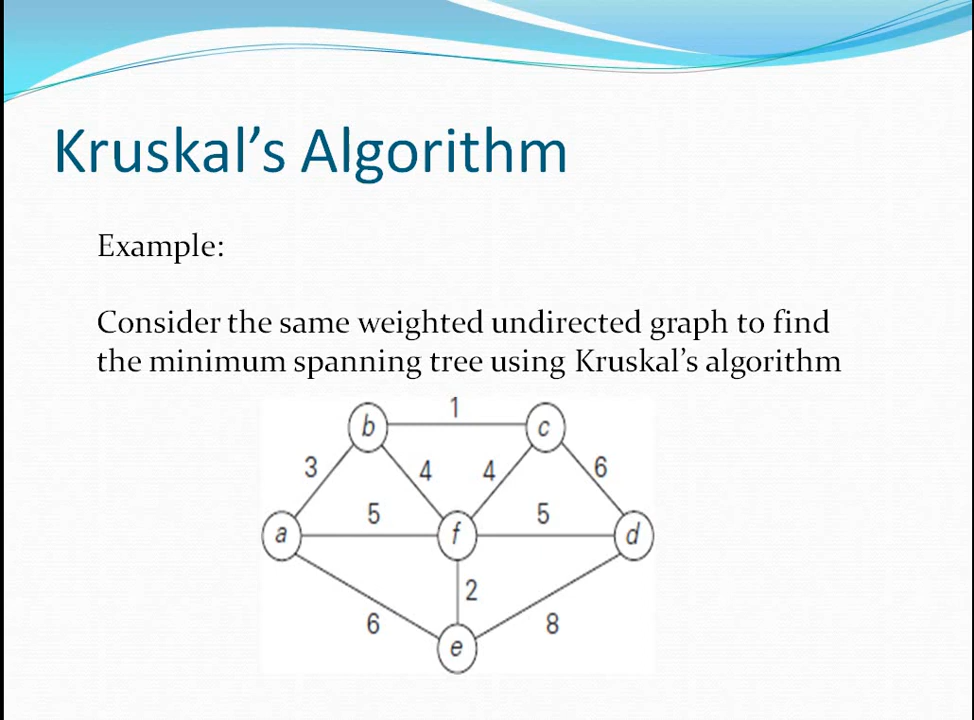 Kruskal's Algorithm
Example:
Consider the same weighted undirected graph to find
the minimum spanning tree using Kruskal's algorithm
1
b
c
3
4
4
6
5
5
a
f
d
2
6
8
e